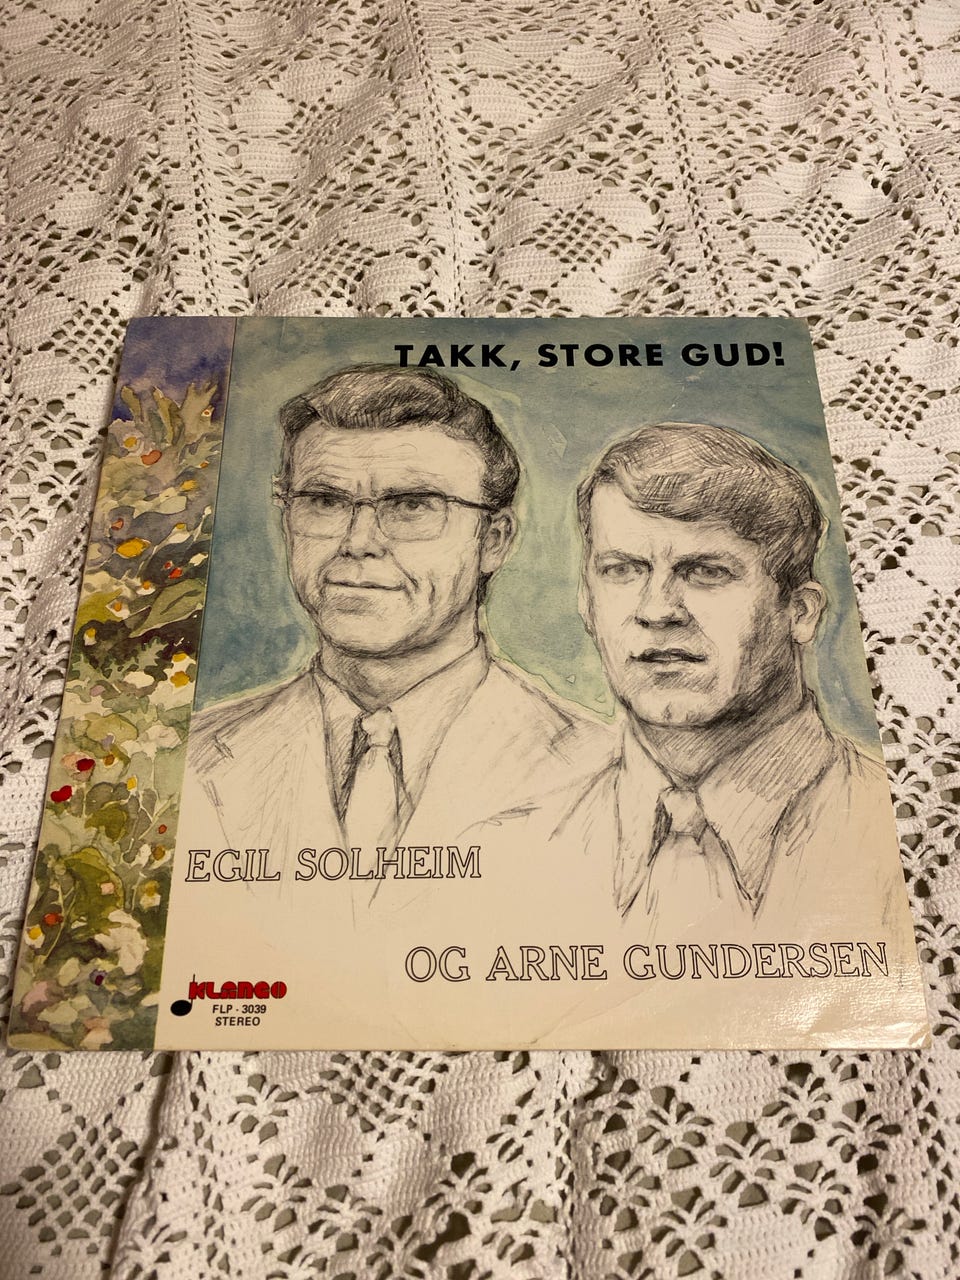 TAKK, STORE GUD!
EGIL SOLHEIM
OG ARNE GUNDERSEN
KLANGO
FLP - 3039
STEREO